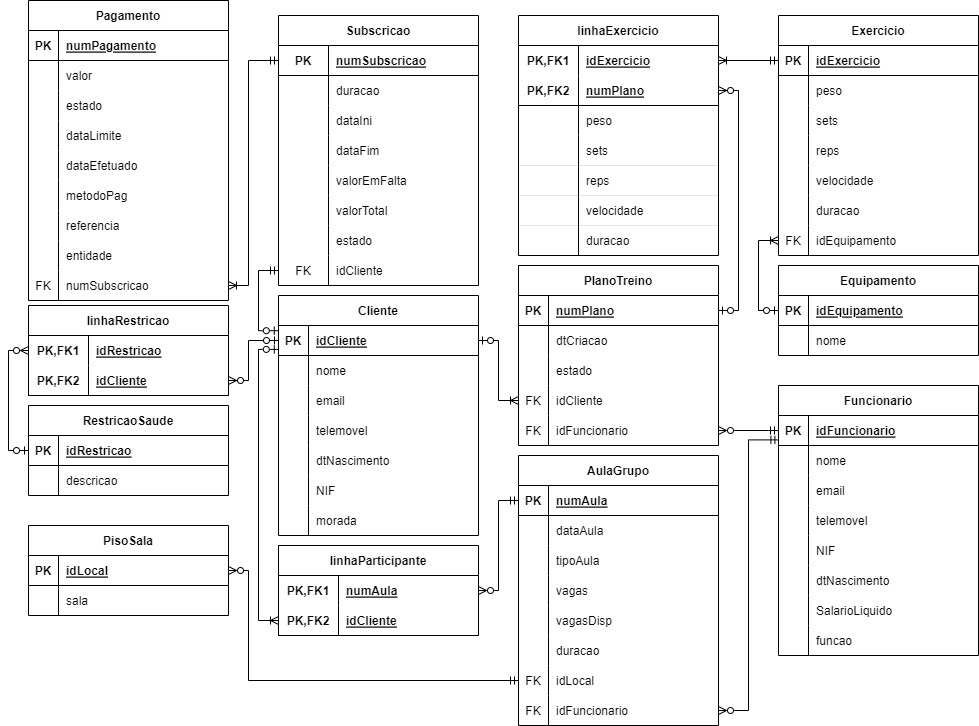 Pagamento
PK numPagamento
valor
estado
dataLimite
dataEfetuado
metodoPag
referencia
entidade
FK numSubscricao
linhaRestricao
PK,FK1 idRestricao
PK,FK2 idCliente
RestricaoSaude
PK idRestricao
descricao
PisoSala
PK idLocal
sala
Subscricao
PK numSubscricao
duracao
dataIni
dataFim
valorEmFalta
valorTotal
estado
FK idCliente
Cliente
PK idCliente
nome
email
telemovel
dtNascimento
NIF
morada
linhaParticipante
PK,FK1 numAula
PK,FK2 idCliente
linhaExercicio
PK,FK1 idExercicio
PK,FK2 numPlano
peso
sets
reps
velocidade
duracao
PlanoTreino
PK numPlano
dtCriacao
estado
FK idCliente
FK idFuncionario
AulaGrupo
PK numAula
dataAula
tipoAula
vagas
vagasDisp
duracao
FK idLocal
FK idFuncionario
Exercicio
PK idExercicio
peso
sets
reps
velocidade
duracao
FK idEquipamento
Equipamento
PK idEquipamento
nome
Funcionario
PK idFuncionario
nome
email
telemovel
NIF
dtNascimento
SalarioLiquido
funcao